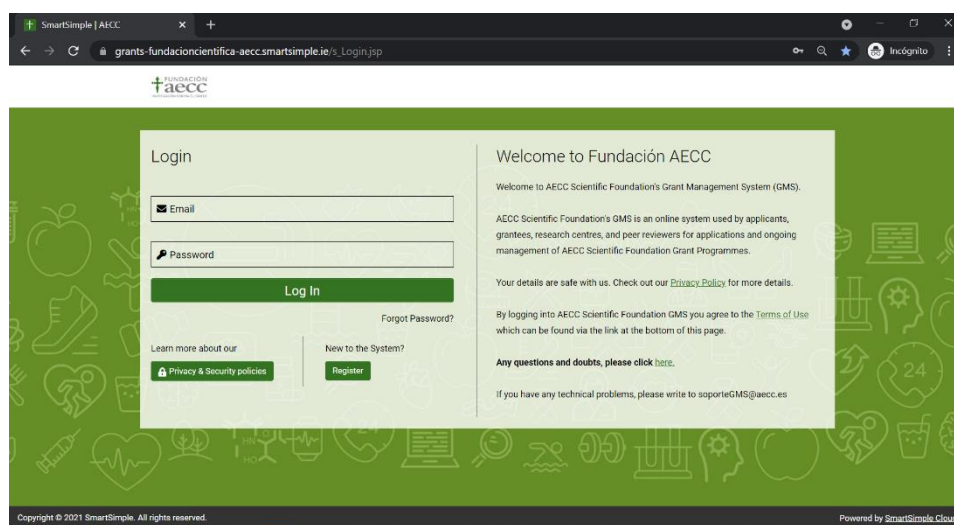 SmartSimple | AECC
grants-fundacioncientifica-aecc.smartsimple.ie/s_Login.jsp
Incógnito
FUNDACIÓN
aecc
Login
Email
Password
Log In
Forgot Password?
Learn more about our
Privacy & Security policies
New to the System?
Register
Welcome to Fundación AECC
Welcome to AECC Scientific Foundation's Grant Management System (GMS).
AECC Scientific Foundation's GMS is an online system used by applicants,
grantees, research centres, and peer reviewers for applications and ongoing
management of AECC Scientific Foundation Grant Programmes.
Your details are safe with us. Check out our Privacy Policy for more details.
By logging into AECC Scientific Foundation GMS you agree to the Terms of Use
which can be found via the link at the bottom of this page.
Any questions and doubts, please click here.
If you have any technical problems, please write to soporteGMS@aecc.es
24
HN
HO
Copyright © 2021 SmartSimple. All rights reserved.
Powered by SmartSimple Cloud